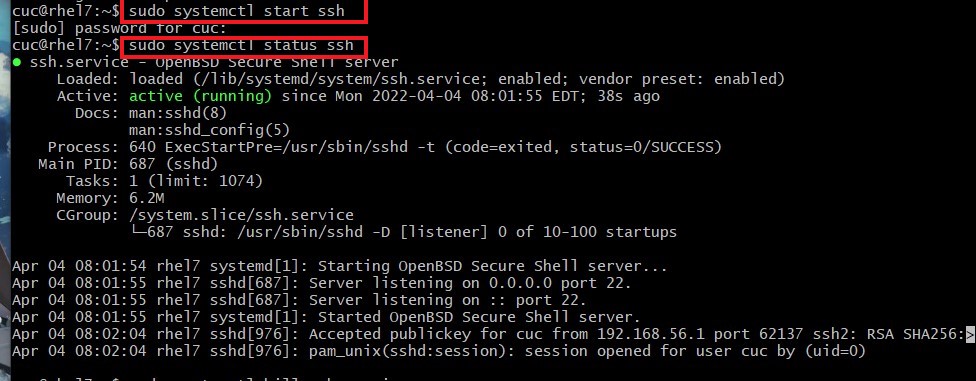 cuc@rhel7:~$ sudo systemctl start ssh
[sudo] password for cuc:
cuc@rhel7:~$ sudo systemctl status ssh
● ssh.service - OpenBSD Secure Shell server
Loaded: loaded (/lib/systemd/system/ssh.service; enabled; vendor preset: enabled)
Active: active (running) since Mon 2022-04-04 08:01:55 EDT; 38s ago
Docs: man:sshd(8)
man:sshd_config(5)
Process: 640 ExecStartPre=/usr/sbin/sshd -t (code=exited, status=0/SUCCESS)
Main PID: 687 (sshd)
Tasks: 1 (limit: 1074)
Memory: 6.2M
CGroup: /system.slice/ssh.service
└─687 sshd: /usr/sbin/sshd -D [listener] 0 of 10-100 startups
Apr 04 08:01:54 rhel7 systemd[1]: Starting OpenBSD Secure Shell server...
Apr 04 08:01:55 rhel7 sshd[687]: Server listening on 0.0.0.0 port 22.
Apr 04 08:01:55 rhel7 sshd[687]: Server listening on :: port 22.
Apr 04 08:01:55 rhel7 systemd[1]: Started OpenBSD Secure Shell server.
Apr 04 08:02:04 rhel7 sshd[976]: Accepted publickey for cuc from 192.168.56.1 port 62137 ssh2: RSA SHA256:>
Apr 04 08:02:04 rhel7 sshd[976]: pam_unix(sshd:session): session opened for user cuc by (uid=0)